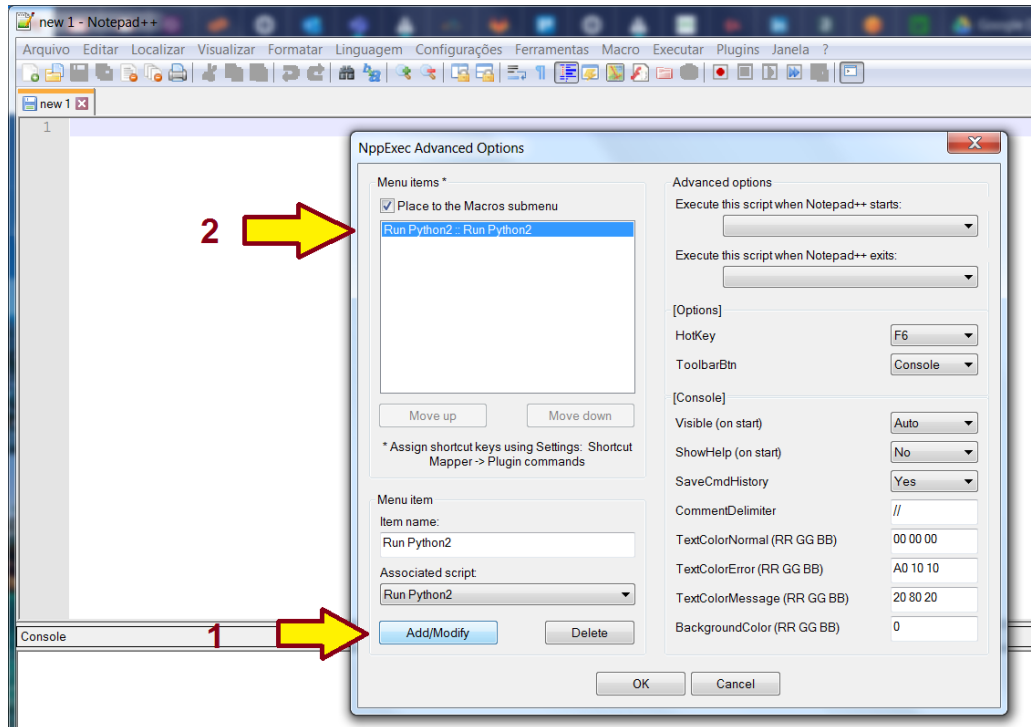 new 1 - Notepad++
Arquivo Editar Localizar Visualizar Formatar Linguagem Configurações Ferramentas Macro Executar Plugins Janela ?
new 1
1
NppExec Advanced Options
Menu items *
Place to the Macros submenu
2
Run Python2 :: Run Python2
Move up Move down
* Assign shortcut keys using Settings: Shortcut
Mapper -> Plugin commands
Menu item
Item name:
Run Python2
Associated script:
Run Python2
1
Add/Modify Delete
Advanced options
Execute this script when Notepad++ starts:
Execute this script when Notepad++ exits:
[Options]
HotKey F6
ToolbarBtn Console
[Console]
Visible (on start) Auto
ShowHelp (on start) No
SaveCmdHistory Yes
CommentDelimiter //
TextColorNormal (RR GG BB) 00 00 00
TextColorError (RR GG BB) A0 10 10
TextColorMessage (RR GG BB) 20 80 20
BackgroundColor (RR GG BB) 0
OK Cancel
Console